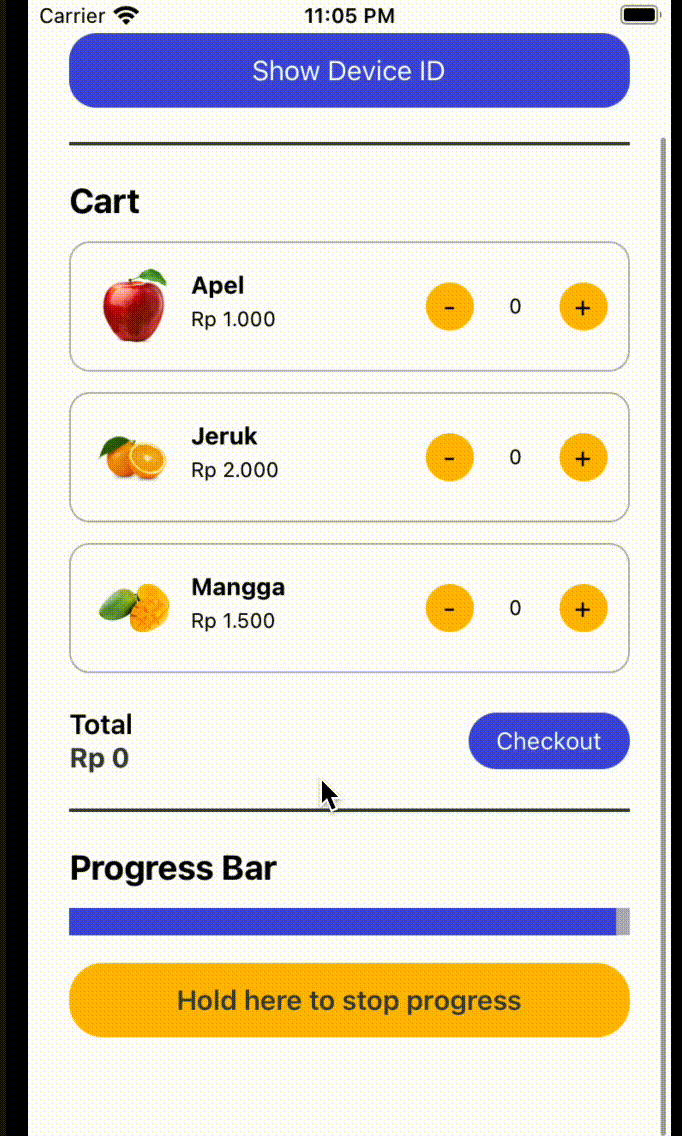 Carrier 11:05 PM
Show Device ID
Cart
Apel
Rp 1.000
- 0 +
Jeruk
Rp 2.000
- 0 +
Mangga
Rp 1.500
- 0 +
Total
Rp 0
Checkout
Progress Bar
Hold here to stop progress